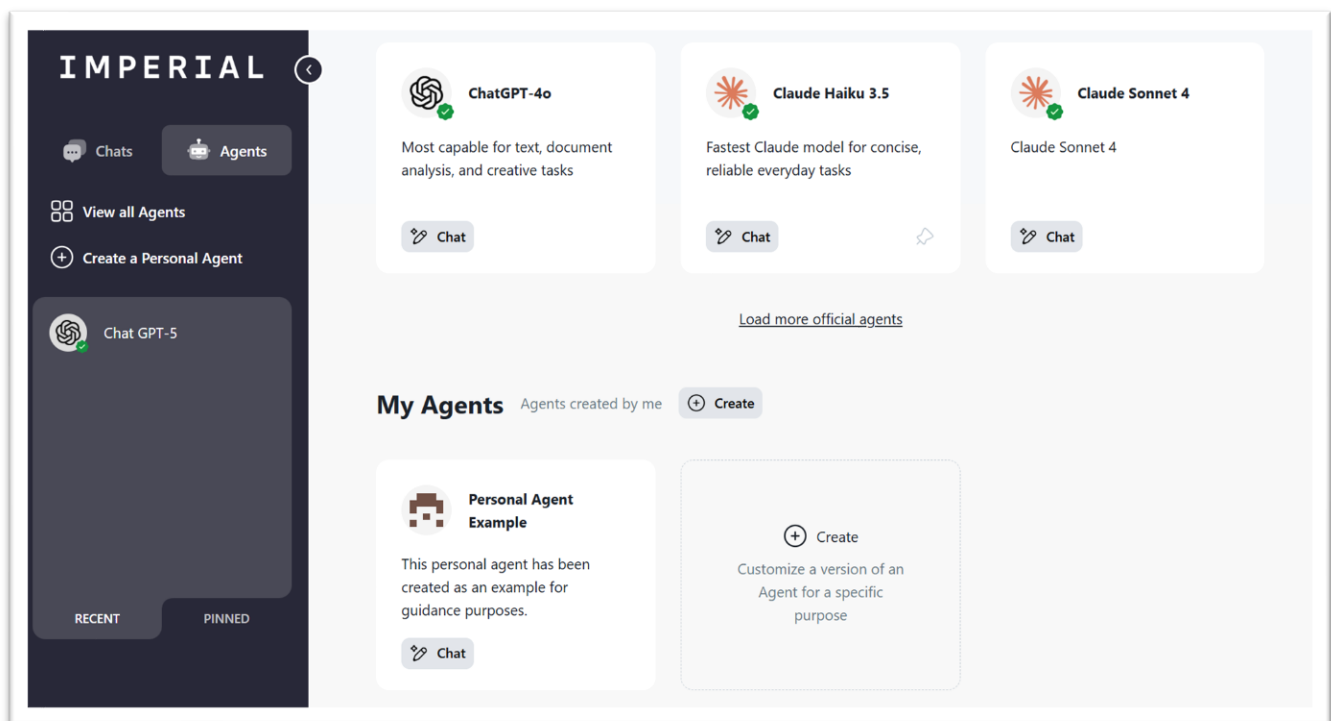 IMPERIAL
Chats
Agents
View all Agents
Create a Personal Agent
Chat GPT-5
RECENT
PINNED
ChatGPT-4o
Most capable for text, document
analysis, and creative tasks
Chat
Claude Haiku 3.5
Fastest Claude model for concise,
reliable everyday tasks
Chat
Claude Sonnet 4
Claude Sonnet 4
Chat
Load more official agents
My Agents
Agents created by me
Create
Personal Agent
Example
This personal agent has been
created as an example for
guidance purposes.
Chat
Create
Customize a version of an
Agent for a specific
purpose